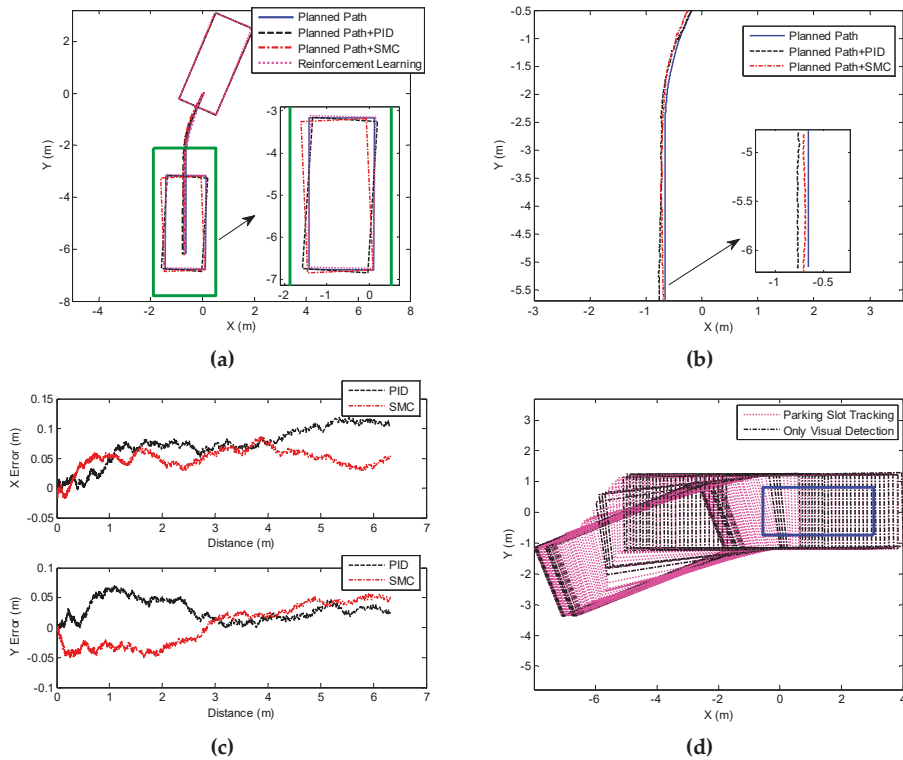 Planned Path
Planned Path+PID
Planned Path+SMC
Reinforcement Learning
Y (m)
2
0
-2
-4
-6
-8
-4 -2 0 2 4 6 8
X (m)
-3
-4
-5
-6
-7
-2 -1 0
(a)
Planned Path
Planned Path+PID
Planned Path+SMC
Y (m)
-0.5
-1
-1.5
-2
-2.5
-3
-3.5
-4
-4.5
-5
-5.5
-3 -2 -1 0 1 2 3
X (m)
-5
-5.5
-6
-1 -0.5
(b)
PID
SMC
X Error (m)
0.15
0.1
0.05
0
-0.05
0 1 2 3 4 5 6 7
Distance (m)
PID
SMC
Y Error (m)
0.1
0.05
0
-0.05
-0.1
0 1 2 3 4 5 6 7
Distance (m)
(c)
Parking Slot Tracking
Only Visual Detection
Y (m)
3
2
1
0
-1
-2
-3
-4
-5
-6 -4 -2 0 2 4
X (m)
(d)